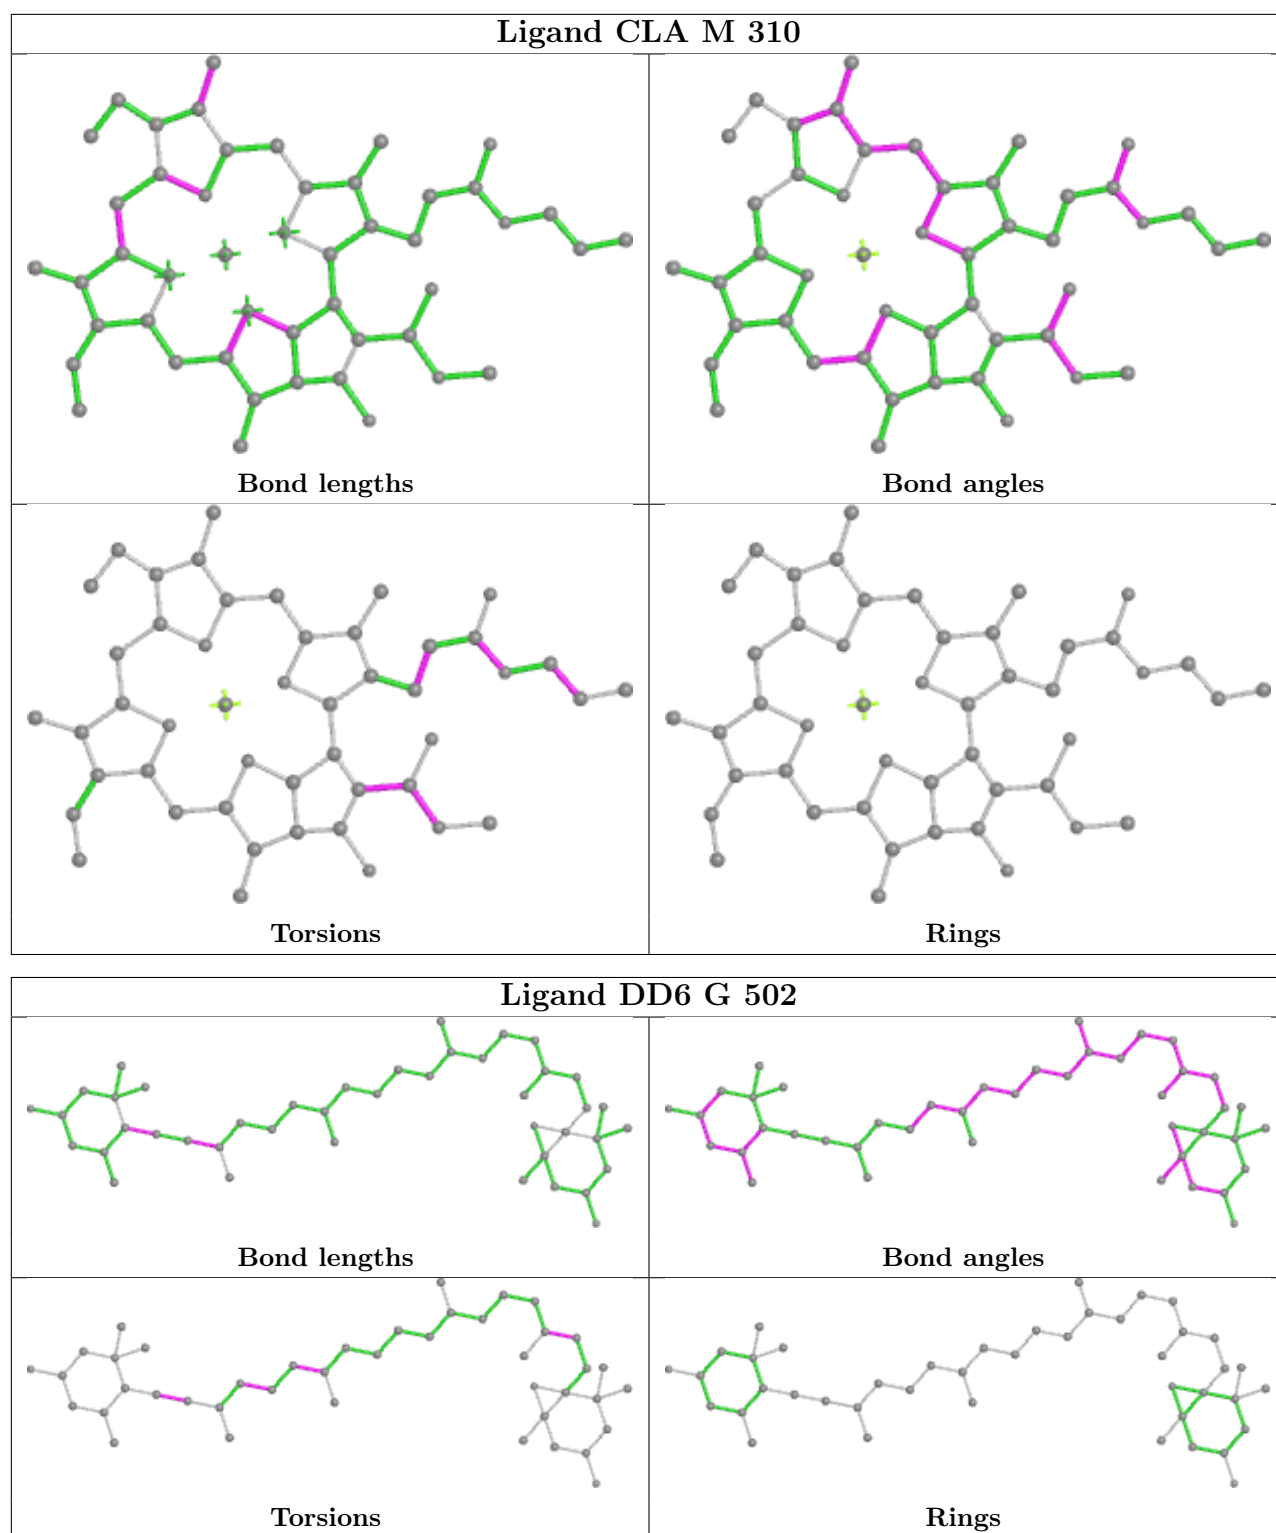 Ligand CLA M 310
Bond lengths
Bond angles
Torsions
Rings
Ligand DD6 G 502
Bond lengths
Bond angles
Torsions
Rings